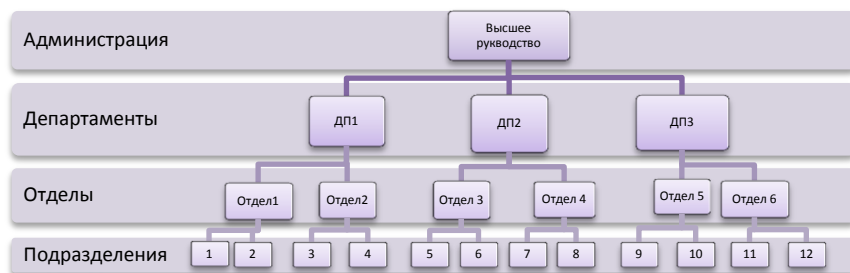 Администрация
Высшее
рукводство
Департаменты
ДП1
ДП2
ДП3
Отделы
Отдел1
Отдел2
Отдел 3
Отдел 4
Отдел 5
Отдел 6
Подразделения
1
2
3
4
5
6
7
8
9
10
11
12